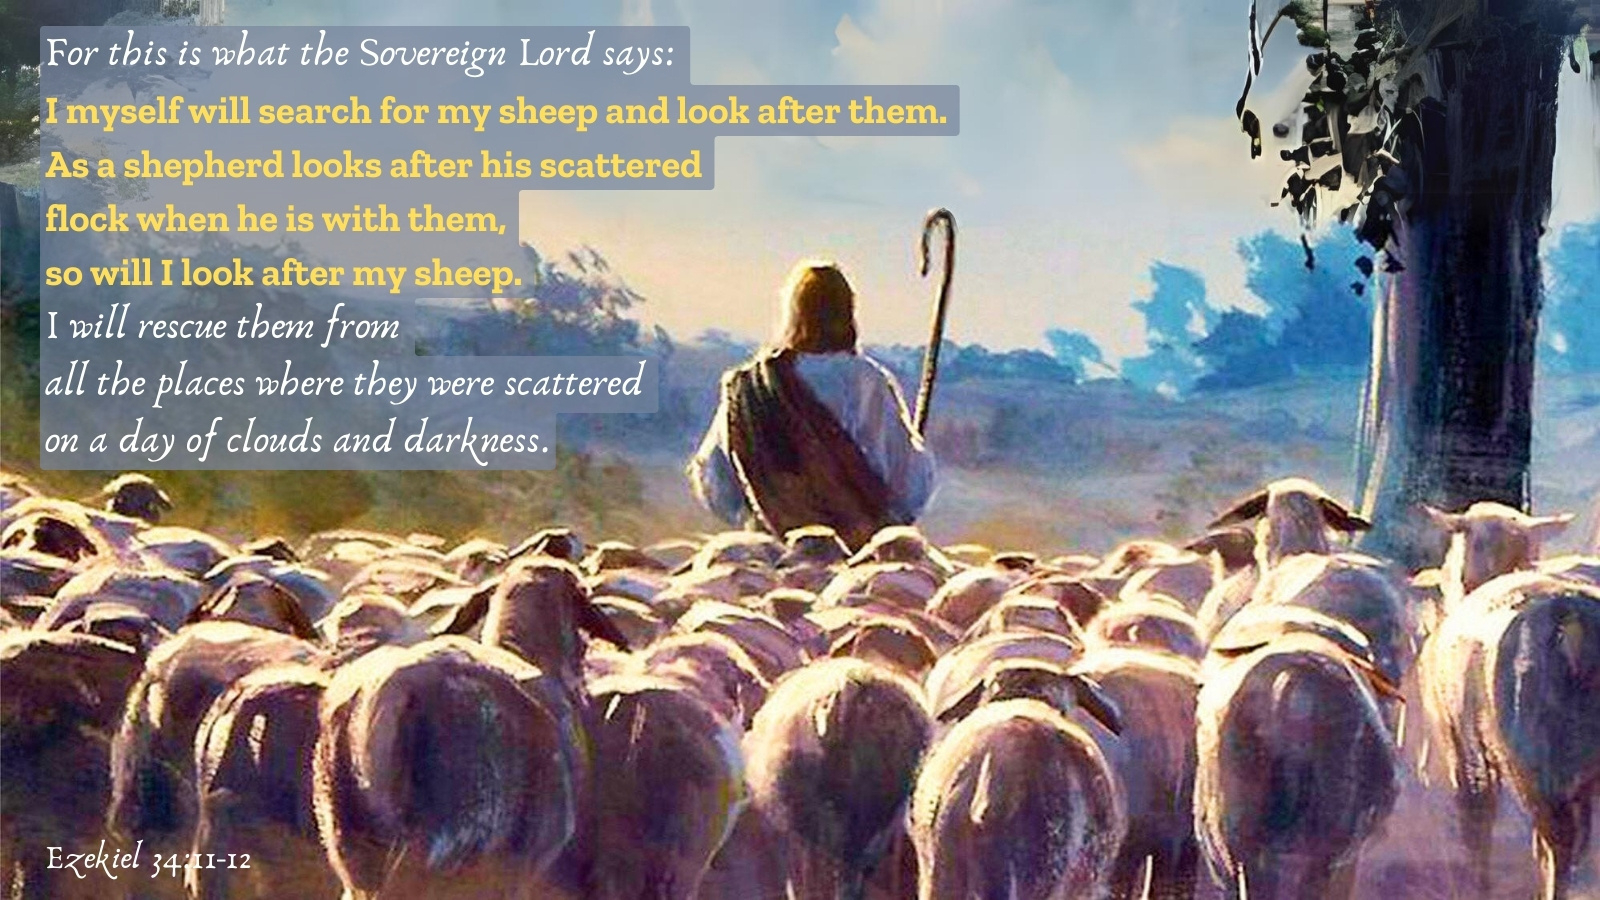 For this is what the Sovereign Lord says:
I myself will search for my sheep and look after them.
As a shepherd looks after his scattered
flock when he is with them,
so will I look after my sheep.
I will rescue them from
all the places where they were scattered
on a day of clouds and darkness.
Ezekiel 34:11-12